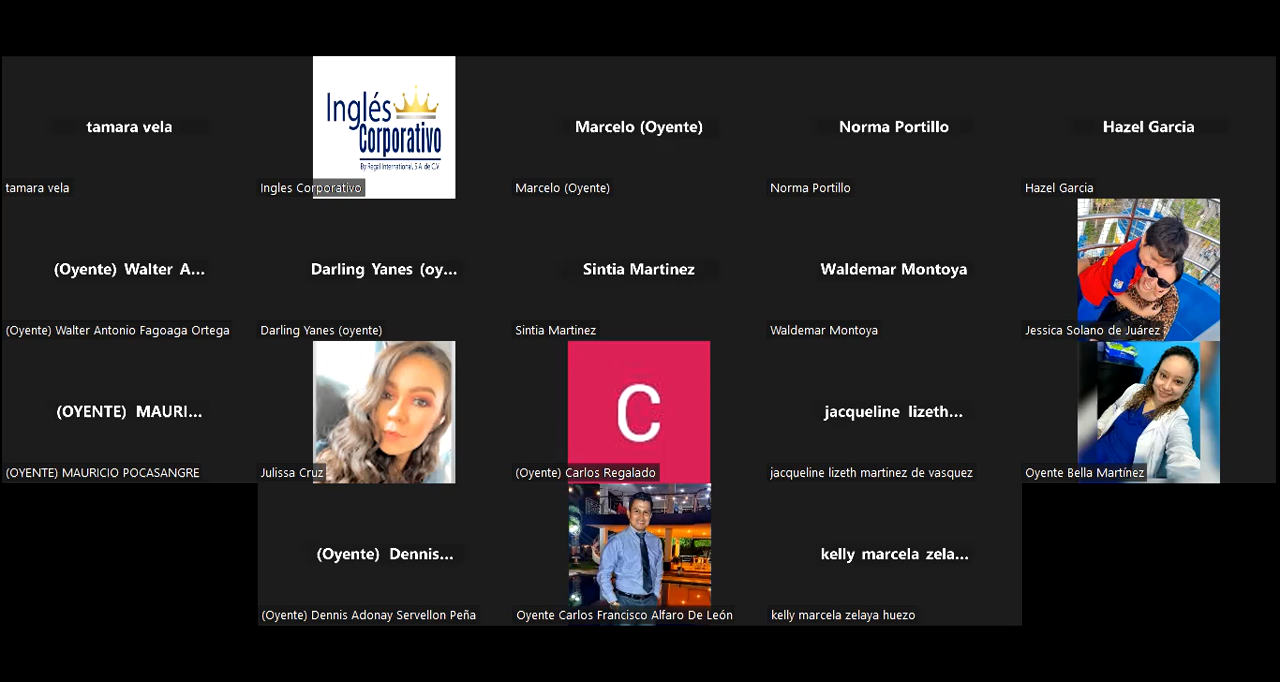 tamara vela
tamara vela
Inglés
Corporativo
By Regall International, S.A. de C.V.
Ingles Corporativo
Marcelo (Oyente)
Marcelo (Oyente)
Norma Portillo
Norma Portillo
Hazel Garcia
Hazel Garcia
(Oyente) Walter A...
(Oyente) Walter Antonio Fagoaga Ortega
Darling Yanes (oy...
Darling Yanes (oyente)
Sintia Martinez
Sintia Martinez
Waldemar Montoya
Waldemar Montoya
Jessica Solano de Juárez
(OYENTE) MAURI...
(OYENTE) MAURICIO POCASANGRE
Julissa Cruz
C
(Oyente) Carlos Regalado
jacqueline lizeth...
jacqueline lizeth martinez de vasquez
Oyente Bella Martínez
(Oyente) Dennis...
(Oyente) Dennis Adonay Servellon Peña
Oyente Carlos Francisco Alfaro De León
kelly marcela zela...
kelly marcela zelaya huezo